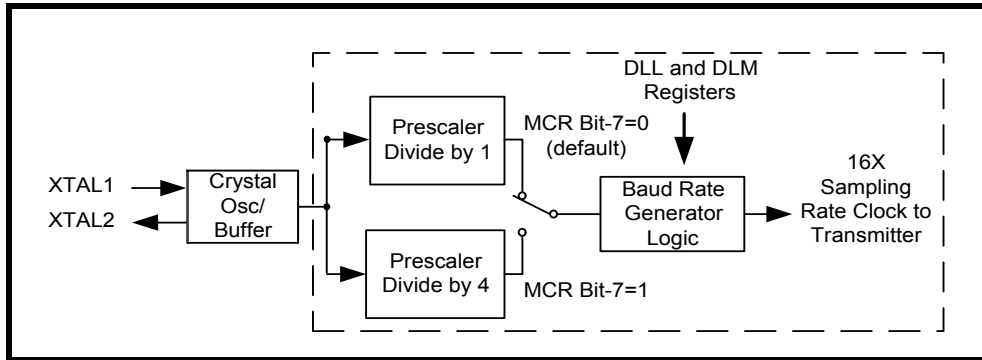 DLL and DLM
Registers
Prescaler
Divide by 1
MCR Bit-7=0
(default)
XTAL1
XTAL2
Crystal
Osc/
Buffer
Baud Rate
Generator
Logic
16X
Sampling
Rate Clock to
Transmitter
Prescaler
Divide by 4
MCR Bit-7=1